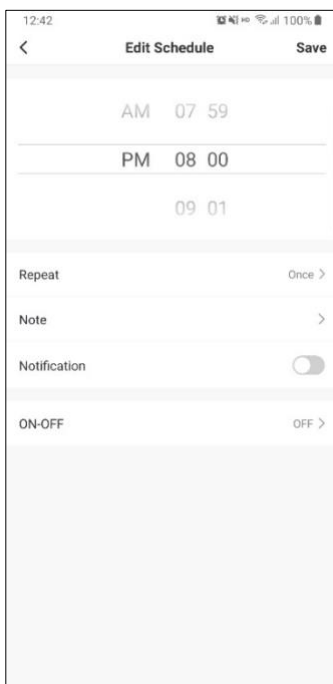 12:42 100%
Edit Schedule Save
AM 07 59
PM 08 00
09 01
Repeat Once
Note
Notification
ON-OFF OFF